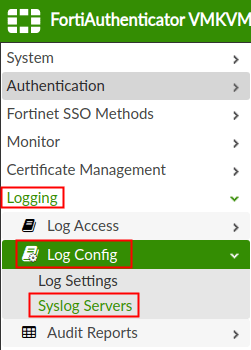 FortiAuthenticator VMKVM
System
Authentication
Fortinet SSO Methods
Monitor
Certificate Management
Logging
Log Access
Log Config
Log Settings
Syslog Servers
Audit Reports